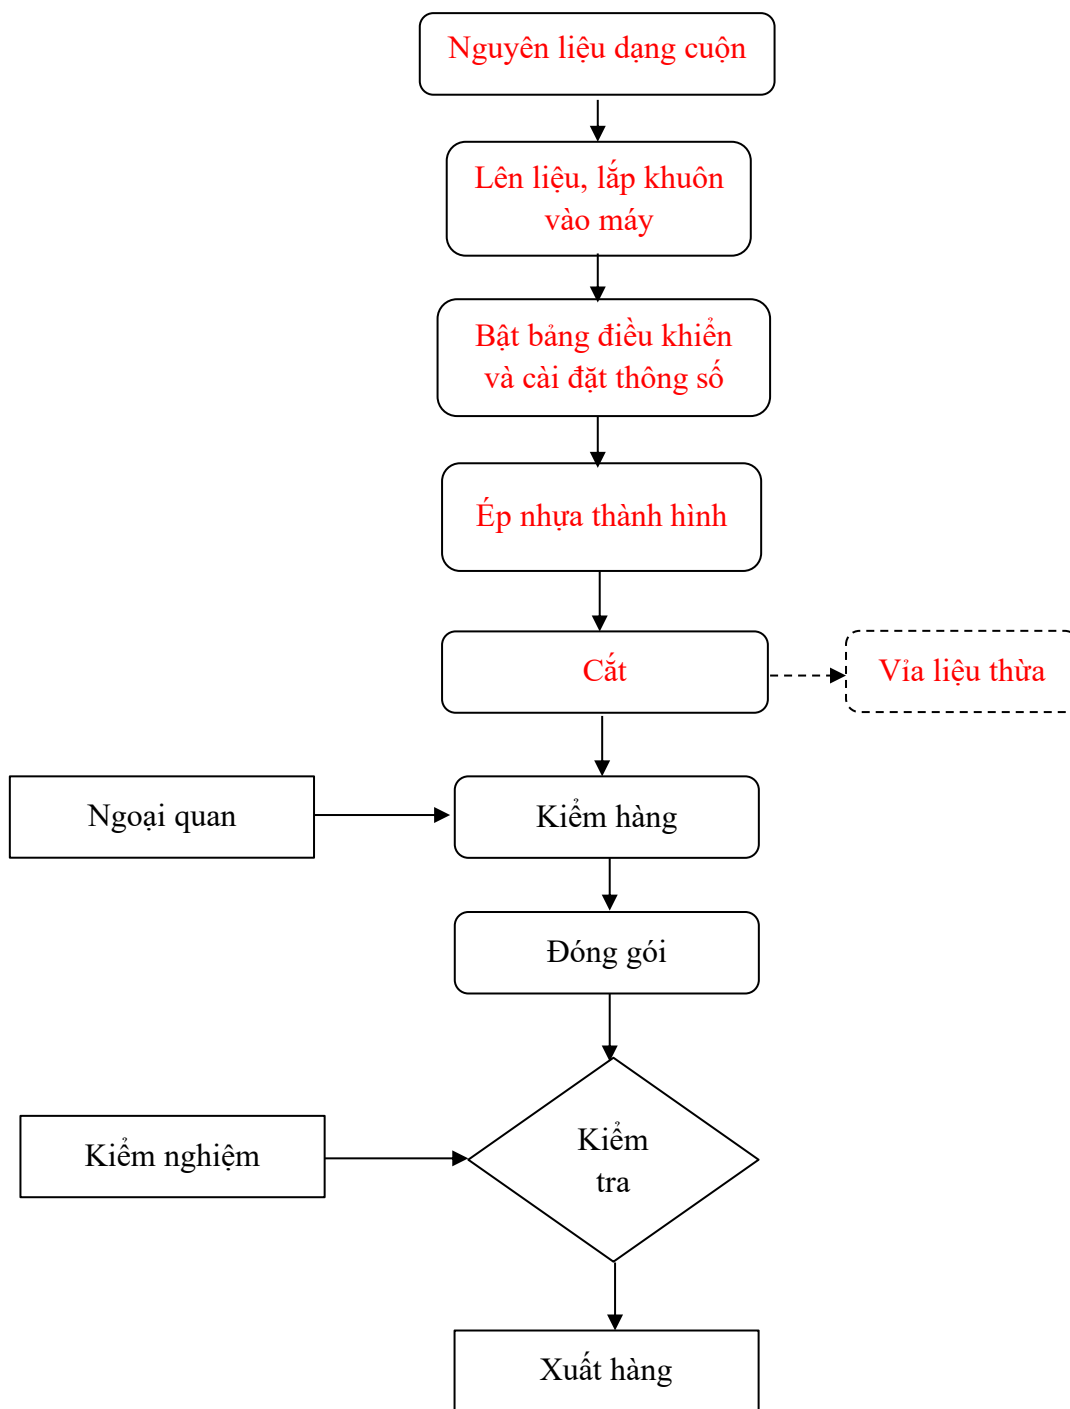 Nguyên liệu dạng cuộn
Lên liệu, lắp khuôn
vào máy
Bật bảng điều khiển
và cài đặt thông số
Ép nhựa thành hình
Cắt
Vỉa liệu thừa
Ngoại quan
Kiểm hàng
Đóng gói
Kiểm nghiệm
Kiểm
tra
Xuất hàng